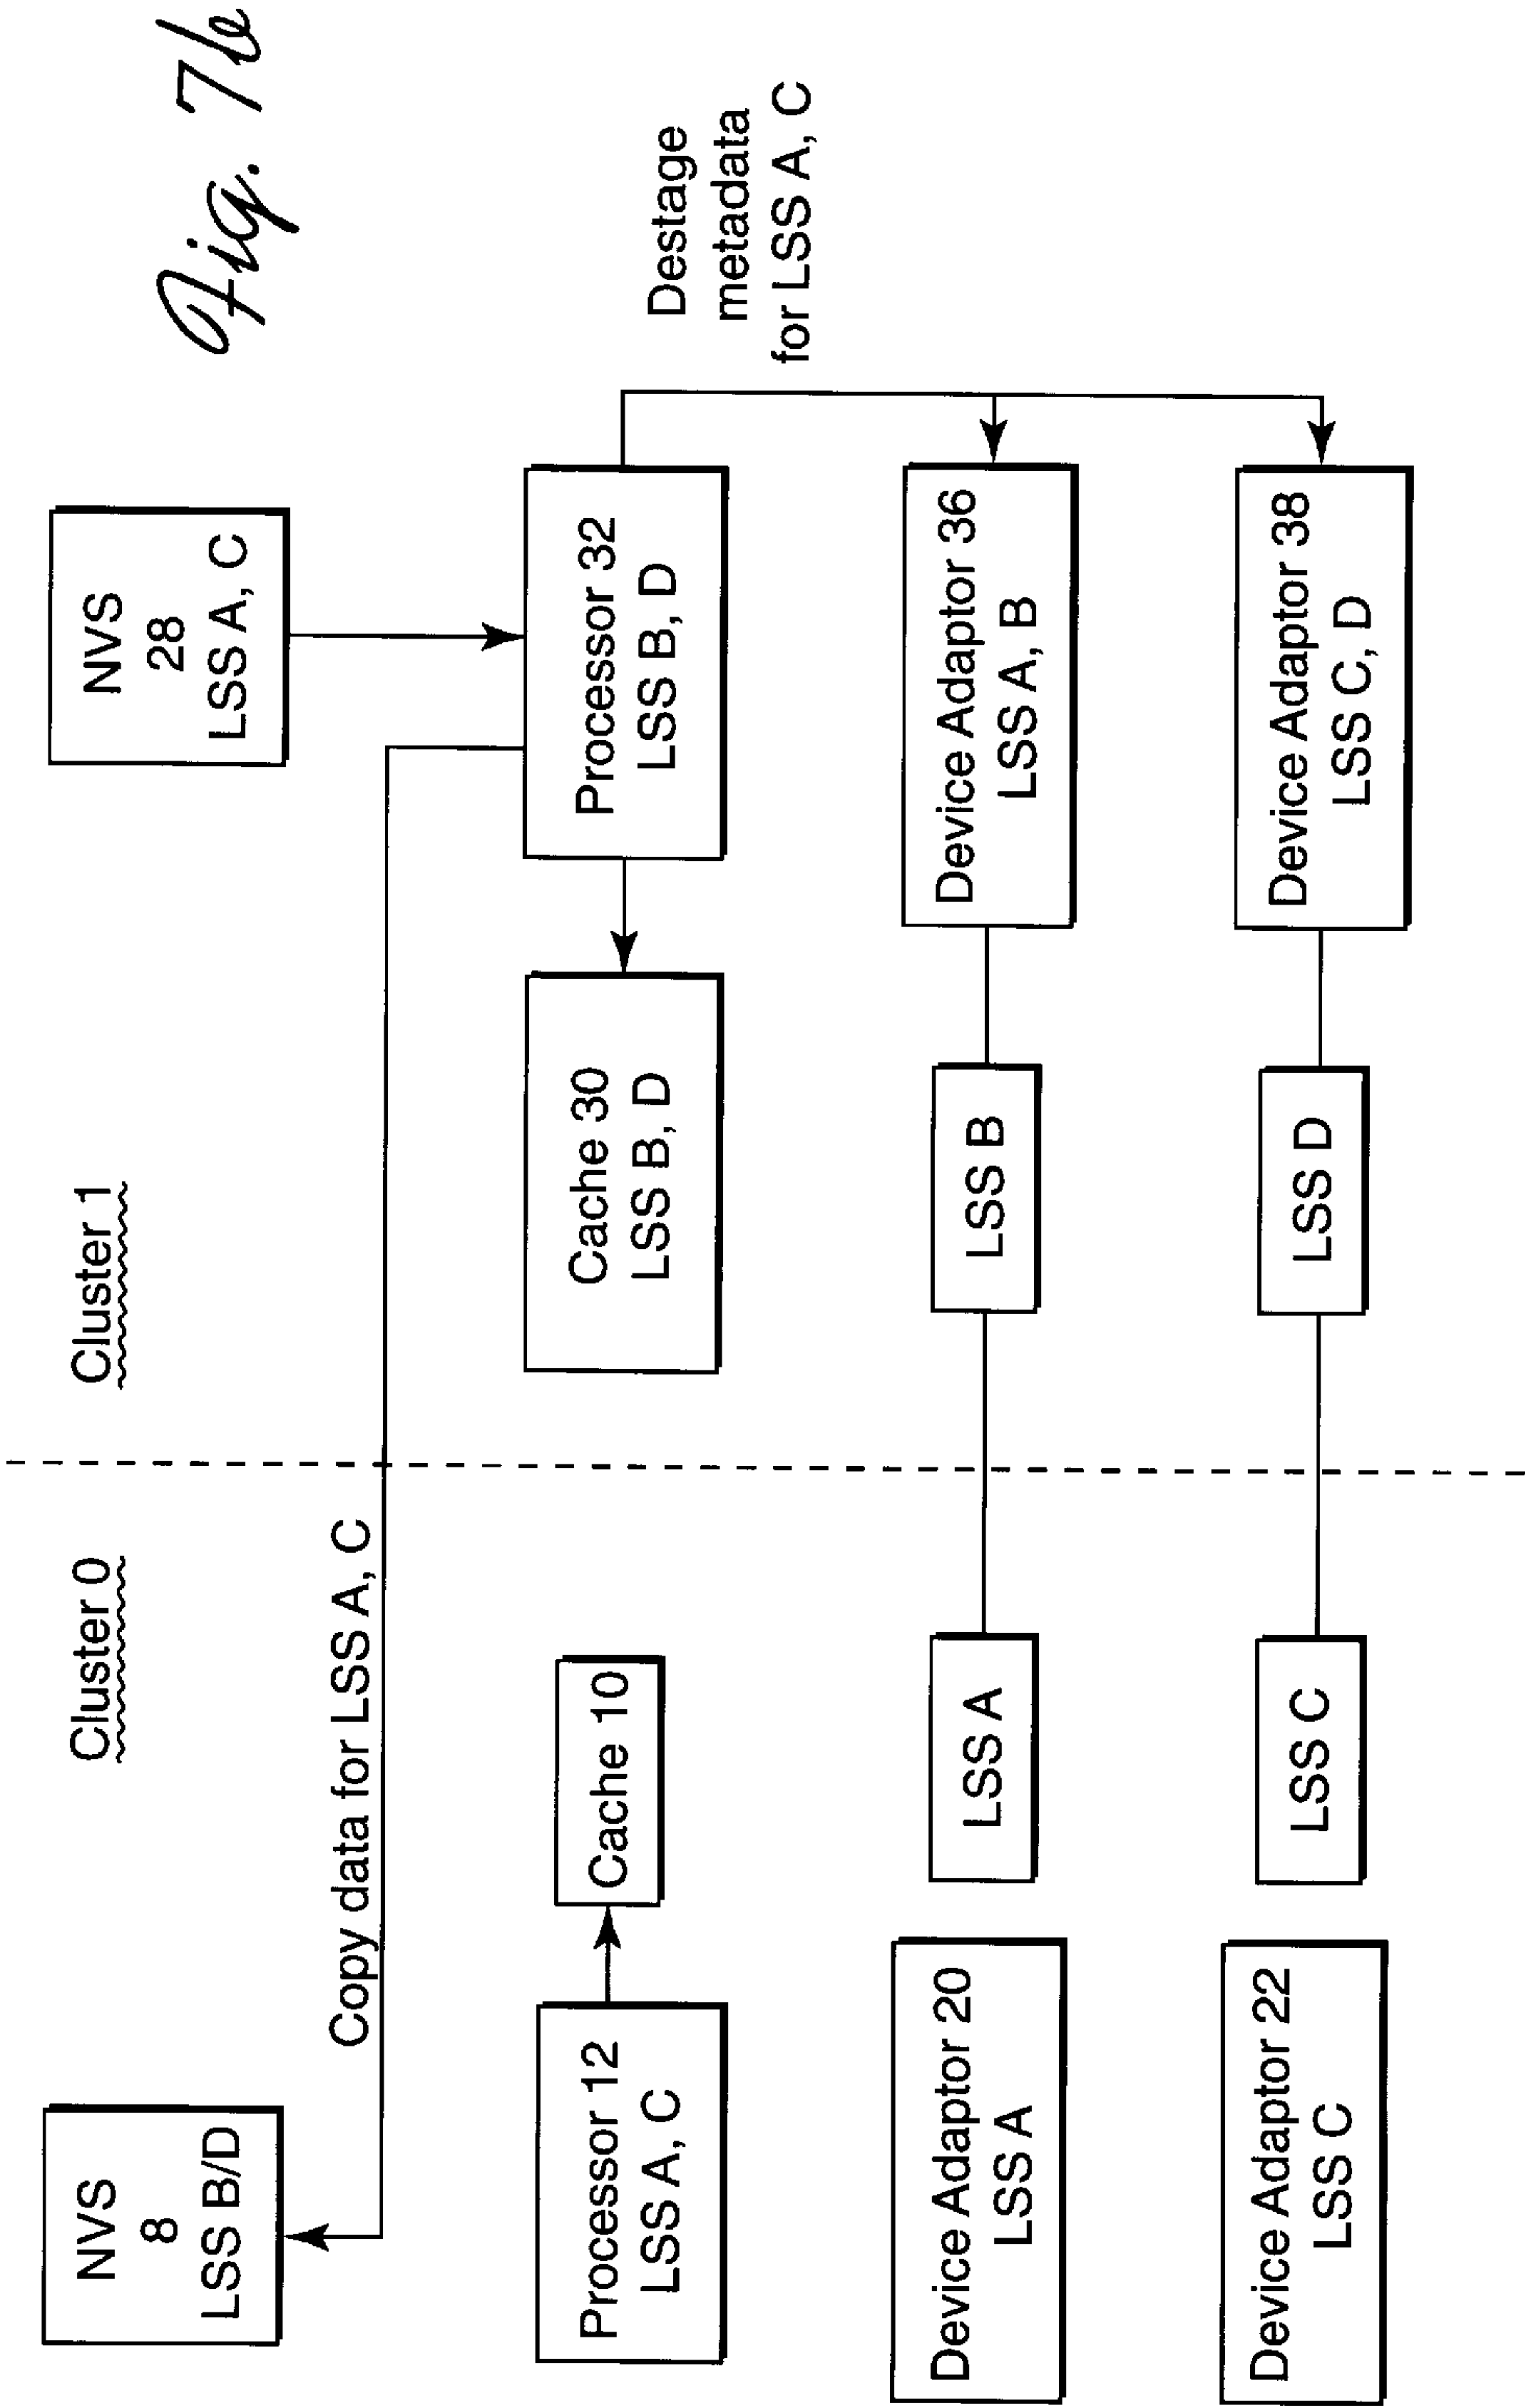 Fig. 7b
Cluster 0
Cluster 1
NVS
8
LSS B/D
NVS
28
LSS A, C
Copy data for LSS A, C
Processor 12
LSS A, C
Cache 10
Cache 30
LSS B, D
Processor 32
LSS B, D
Destage
metadata
for LSS A, C
Device Adaptor 20
LSS A
LSS A
LSS B
Device Adaptor 36
LSS A, B
Device Adaptor 22
LSS C
LSS C
LSS D
Device Adaptor 38
LSS C, D